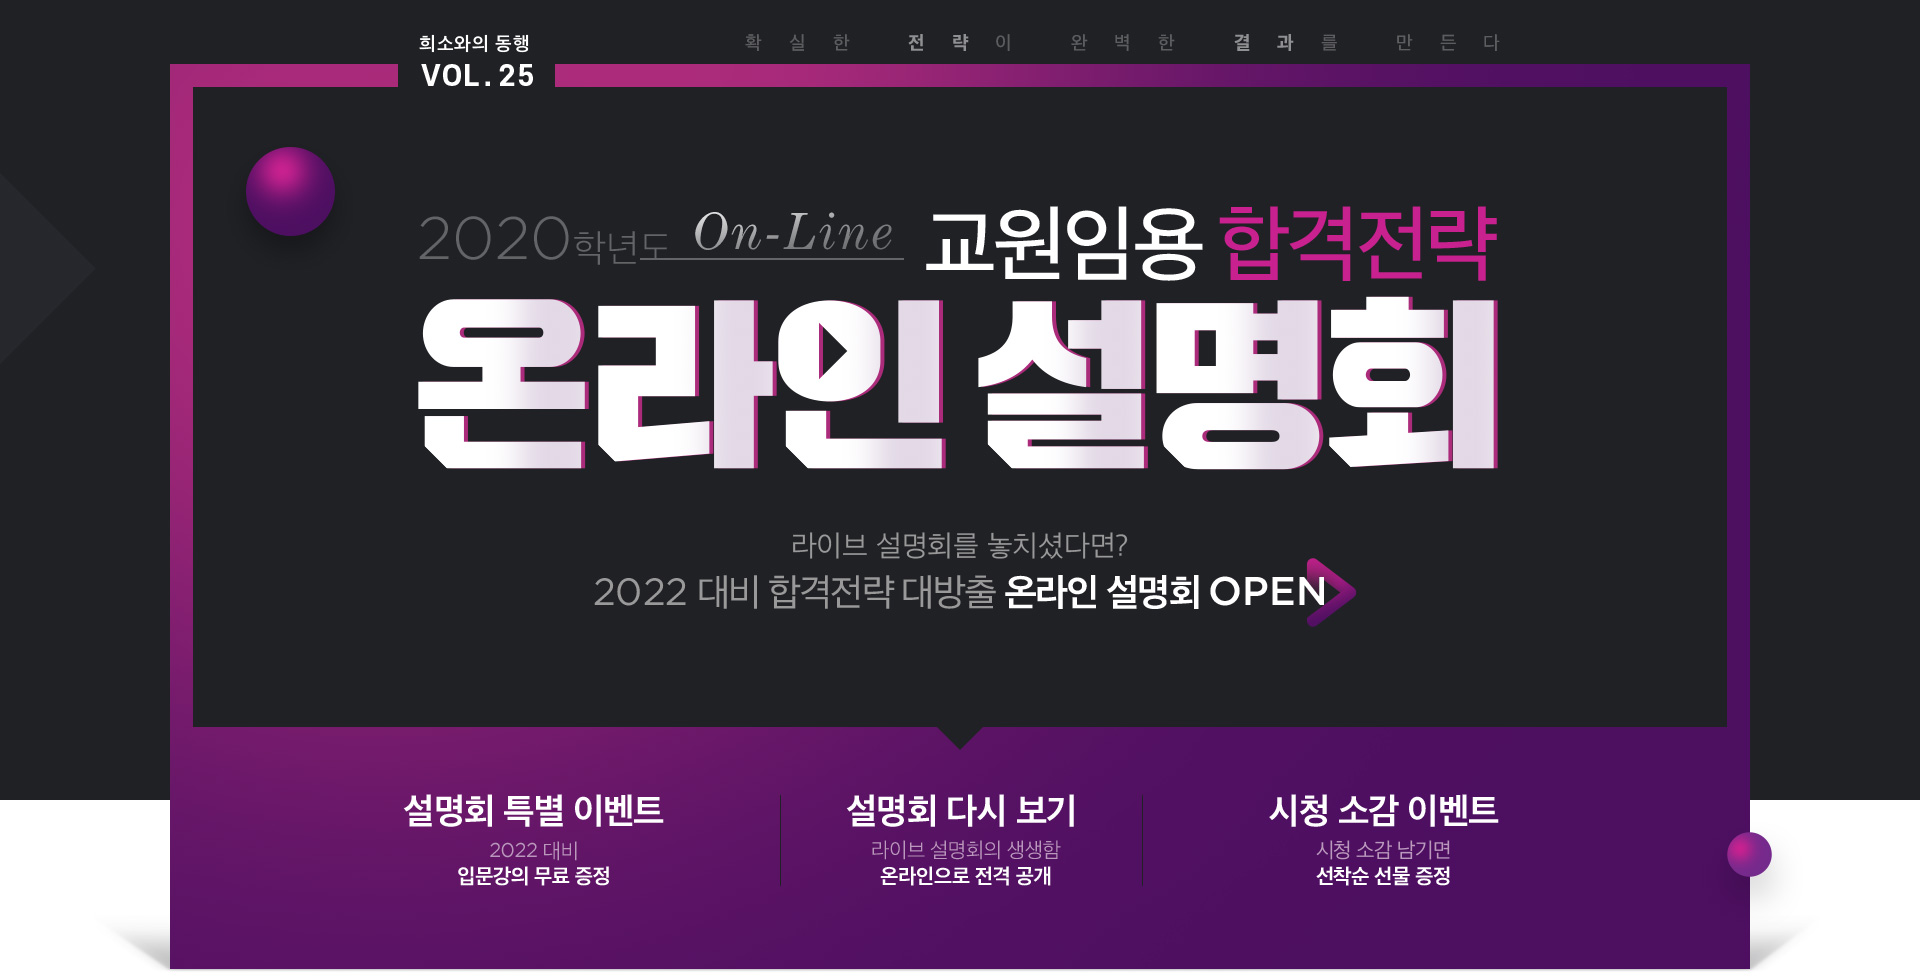 희소와의 동행
VOL. 25
확실한 전략이 완벽한 결과를 만든다
2020학년도 On-Line 교원임용 합격전략
온라인 설명회
라이브 설명회를 놓치셨다면?
2022 대비 합격전략 대방출 온라인 설명회 OPEN
설명회 특별 이벤트
2022 대비
입문강의 무료 증정
설명회 다시 보기
라이브 설명회의 생생함
온라인으로 전격 공개
시청 소감 이벤트
시청 소감 남기면
선착순 선물 증정